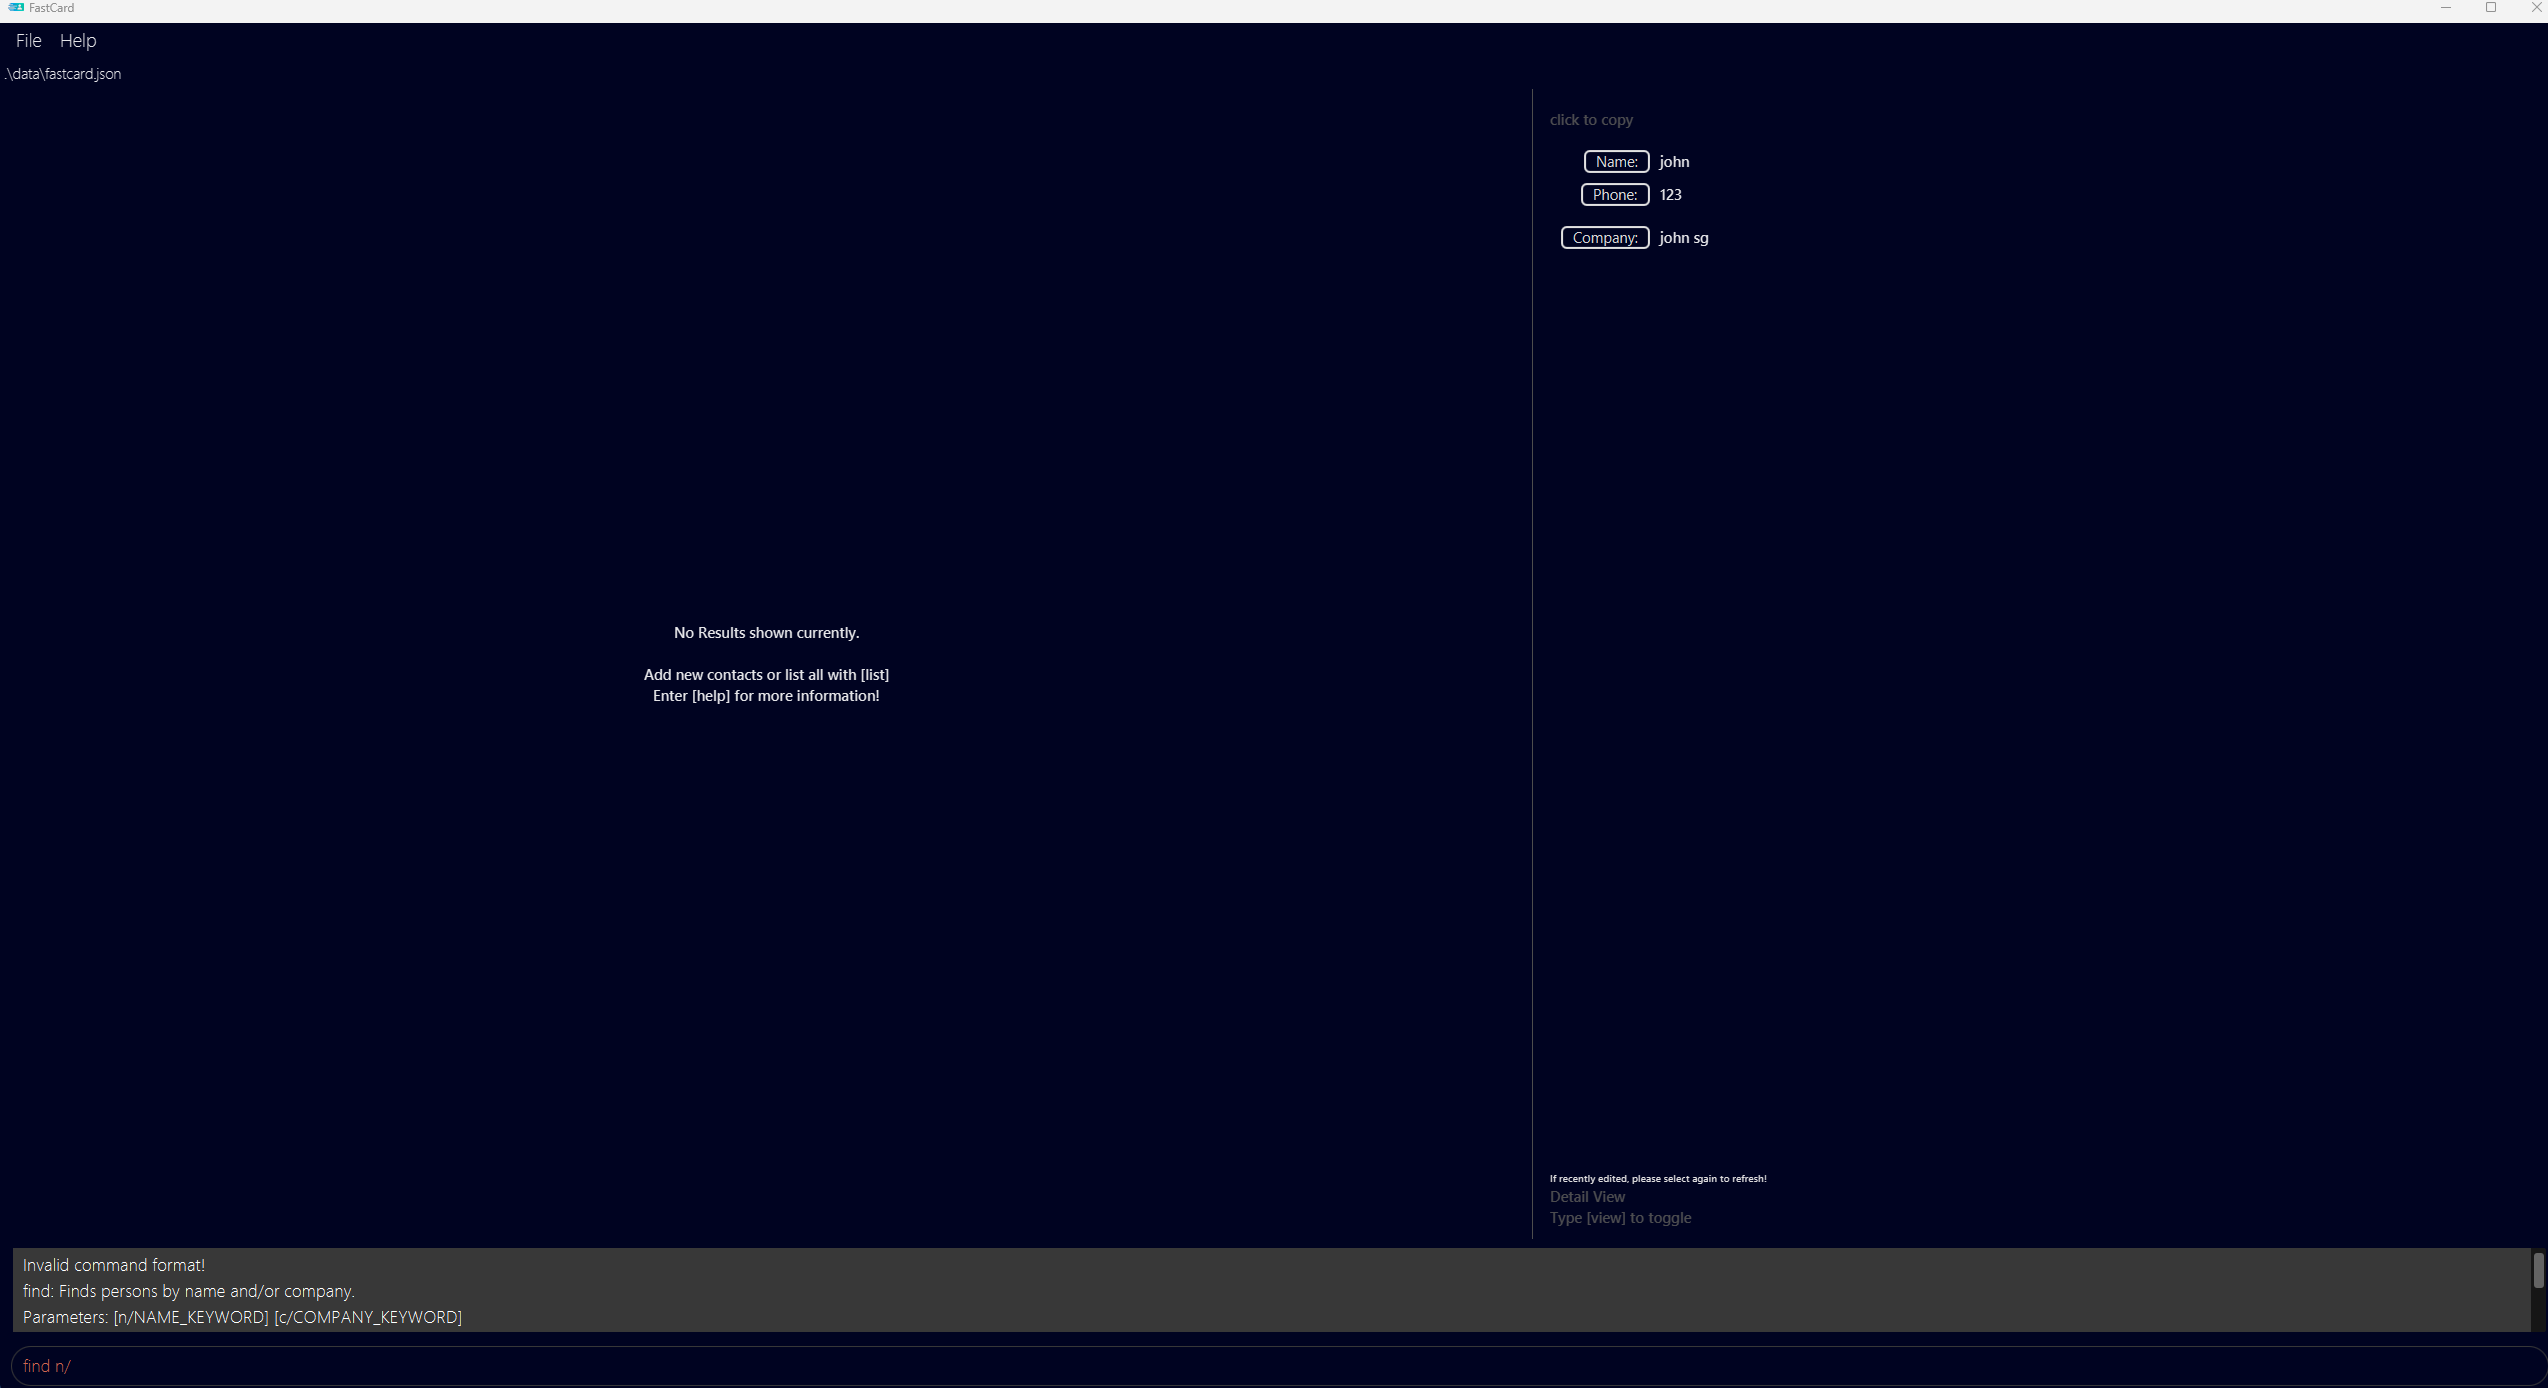 FastCard
File Help
.\data\fastcard.json
click to copy
Name: john
Phone: 123
Company: john sg
No Results shown currently.
Add new contacts or list all with [list]
Enter [help] for more information!
If recently edited, please select again to refresh!
Detail View
Type [view] to toggle
Invalid command format!
find: Finds persons by name and/or company.
Parameters: [n/NAME_KEYWORD] [c/COMPANY_KEYWORD]
find n/